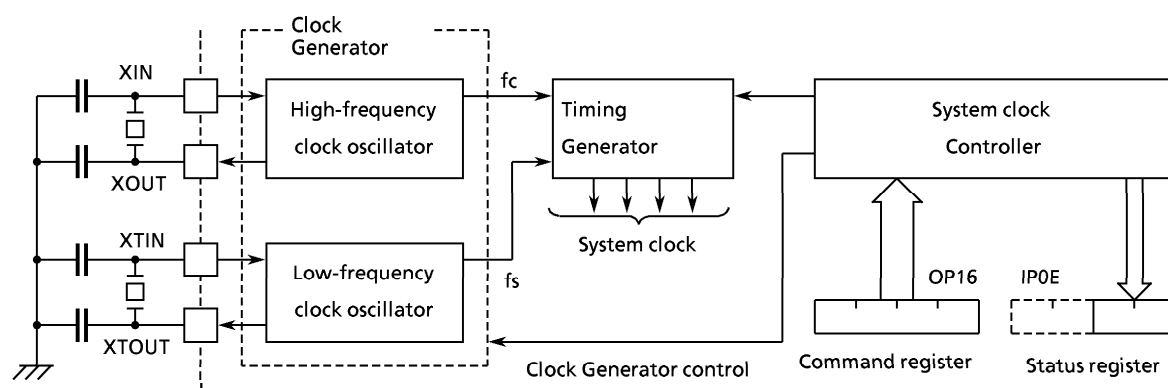 Clock
Generator
XIN
fc
High-frequency
clock oscillator
Timing
Generator
System clock
Controller
XOUT
XTIN
System clock
Low-frequency
clock oscillator
fs
OP16
IP0E
XTOUT
Clock Generator control
Command register
Status register